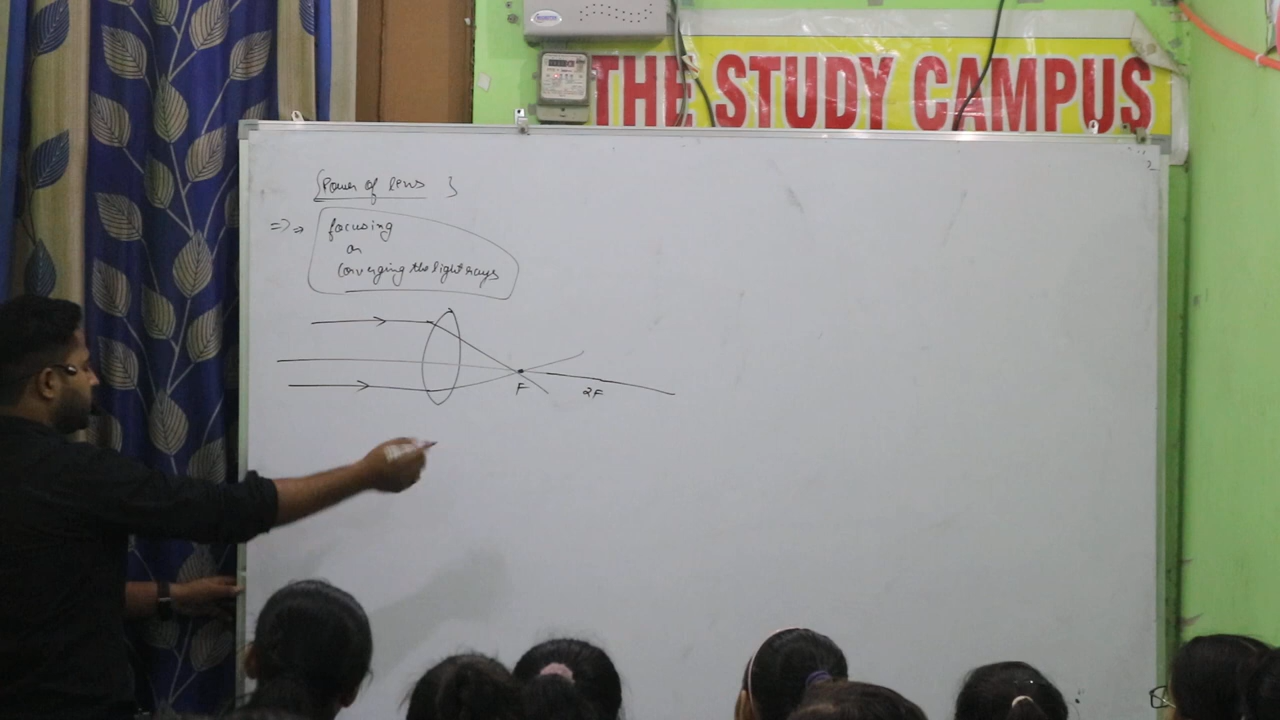 THE STUDY CAMPUS
{Power of lens }
=> => focusing
or
Converging the light rays
F
2F